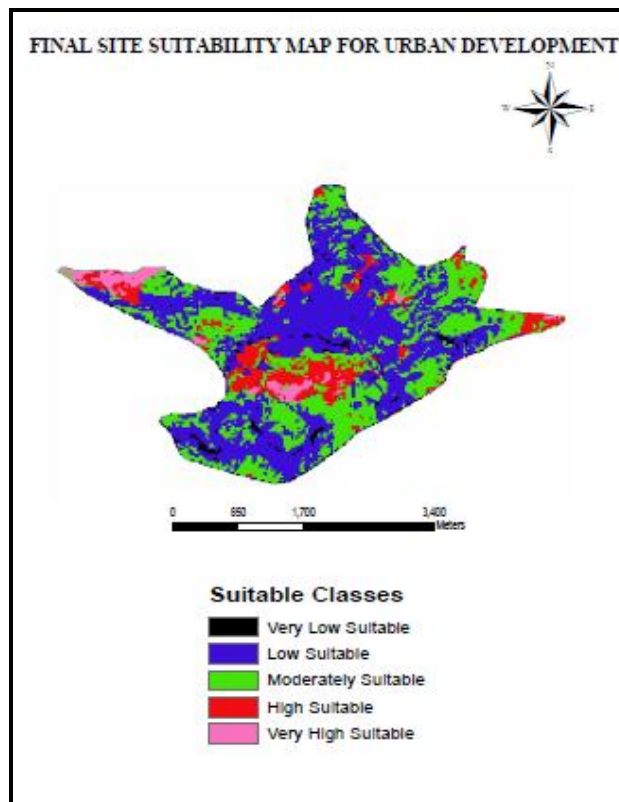 FINAL SITE SUITABILITY MAP FOR URBAN DEVELOPMENT
N
W E
S
0 850 1,700 3,400
Meters
Suitable Classes
Very Low Suitable
Low Suitable
Moderately Suitable
High Suitable
Very High Suitable